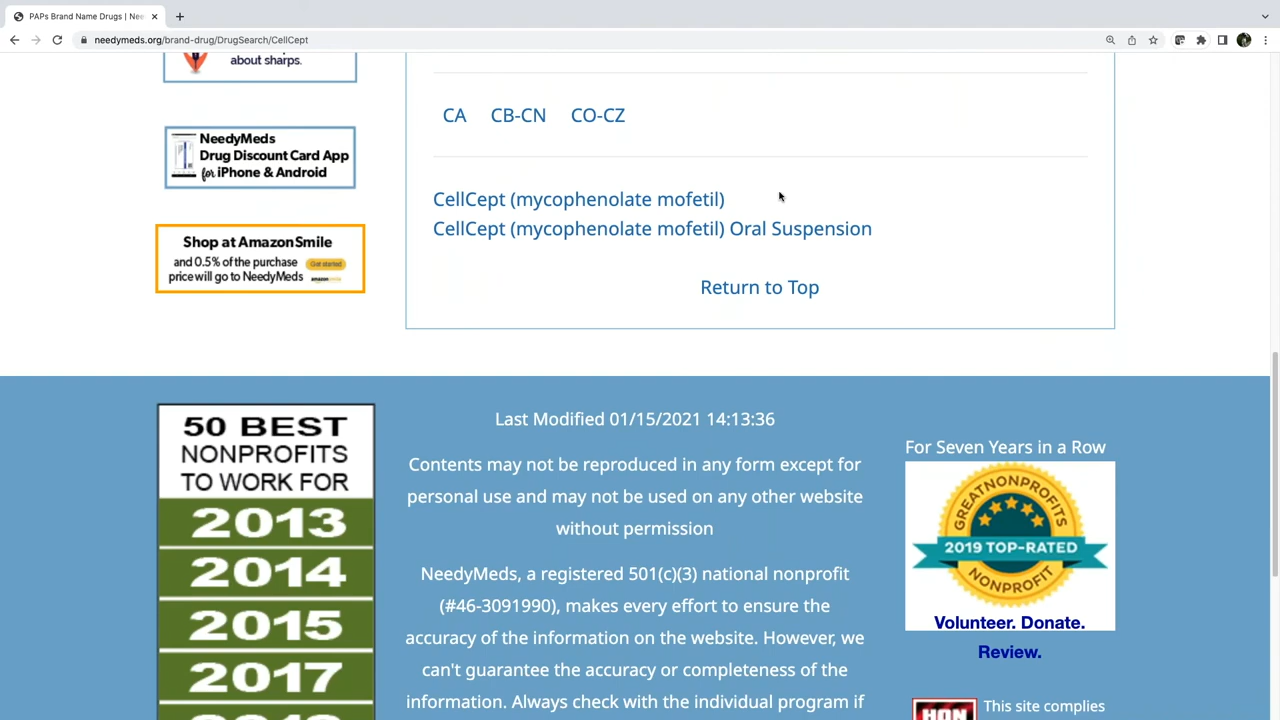 PAPs Brand Name Drugs | Nee
needymeds.org/brand-drug/DrugSearch/CellCept
about sharps.
CA CB-CN CO-CZ
NeedyMeds
Drug Discount Card App
for iPhone & Android
CellCept (mycophenolate mofetil)
CellCept (mycophenolate mofetil) Oral Suspension
Shop at AmazonSmile
and 0.5% of the purchase
price will go to NeedyMeds
Get started
Return to Top
50 BEST
NONPROFITS
TO WORK FOR
2013
2014
2015
2017
Last Modified 01/15/2021 14:13:36
Contents may not be reproduced in any form except for
personal use and may not be used on any other website
without permission
NeedyMeds, a registered 501(c)(3) national nonprofit
(#46-3091990), makes every effort to ensure the
accuracy of the information on the website. However, we
can't guarantee the accuracy or completeness of the
information. Always check with the individual program if
For Seven Years in a Row
GREATNONPROFITS
2019 TOP-RATED
NONPROFIT
Volunteer. Donate.
Review.
HON
This site complies